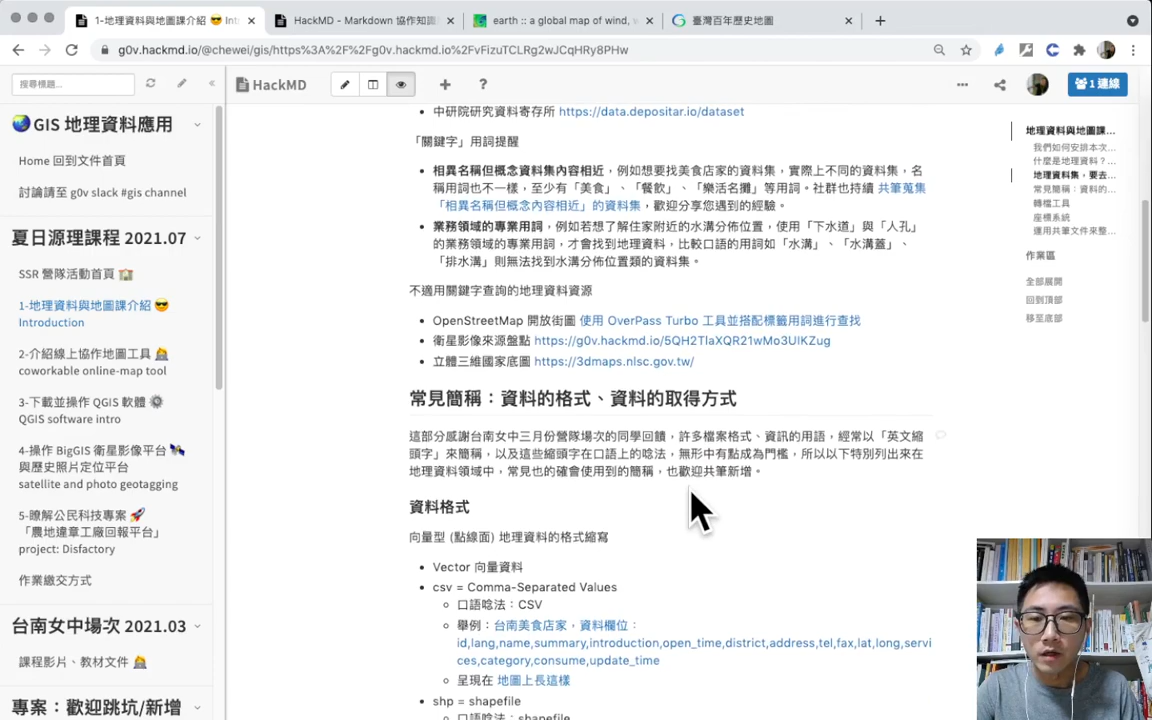 1-地理資料與地圖課介紹 😎 Int
HackMD - Markdown 協作知識
earth :: a global map of wind, w
臺灣百年歷史地圖
g0v.hackmd.io/@chewei/gis/https%3A%2F%2Fg0v.hackmd.io%2FvFizuTCLRg2wJCqHRy8PHw
搜尋標題...
HackMD
1 連線
🌏GIS 地理資料應用
Home 回到文件首頁
討論請至 g0v slack #gis channel
夏日源理課程 2021.07
SSR 營隊活動首頁 🏫
1-地理資料與地圖課介紹 😎
Introduction
2-介紹線上協作地圖工具 🙋
coworkable online-map tool
3-下載並操作 QGIS 軟體 ⚙
QGIS software intro
4-操作 BigGIS 衛星影像平台 🛰
與歷史照片定位平台
satellite and photo geotagging
5-瞭解公民科技專案 🚀
「農地違章工廠回報平台」
project: Disfactory
作業繳交方式
台南女中場次 2021.03
課程影片、教材文件 🙋
專案：歡迎跳坑/新增
• 中研院研究資料寄存所 https://data.depositar.io/dataset
「關鍵字」用詞提醒
• 相異名稱但概念資料集內容相近，例如想要找美食店家的資料集，實際上不同的資料集，名
稱用詞也不一樣，至少有「美食」、「餐飲」、「樂活名攤」等用詞。社群也持續 共筆蒐集
「相異名稱但概念內容相近」的資料集，歡迎分享您遇到的經驗。
• 業務領域的專業用詞，例如若想了解住家附近的水溝分佈位置，使用「下水道」與「人孔」
的業務領域的專業用詞，才會找到地理資料，比較口語的用詞如「水溝」、「水溝蓋」、
「排水溝」則無法找到水溝分佈位置類的資料集。
不適用關鍵字查詢的地理資料資源
• OpenStreetMap 開放街圖 使用 OverPass Turbo 工具並搭配標籤用詞進行查找
• 衛星影像來源盤點 https://g0v.hackmd.io/5QH2TlaXQR21wMo3UIKZug
• 立體三維國家底圖 https://3dmaps.nlsc.gov.tw/
常見簡稱：資料的格式、資料的取得方式
這部分感謝台南女中三月份營隊場次的同學回饋，許多檔案格式、資訊的用語，經常以「英文縮
頭字」來簡稱，以及這些縮頭字在口語上的唸法，無形中有點成為門檻，所以以下特別列出來在
地理資料領域中，常見也的確會使用到的簡稱，也歡迎共筆新增。
資料格式
向量型 (點線面) 地理資料的格式縮寫
• Vector 向量資料
• csv = Comma-Separated Values
◦ 口語唸法：CSV
◦ 舉例：台南美食店家，資料欄位：
id,lang,name,summary,introduction,open_time,district,address,tel,fax,lat,long,servi
ces,category,consume,update_time
◦ 呈現在 地圖上長這樣
• shp = shapefile
◦ 口語唸法：shapefile
地理資料與地圖課...
我們如何安排本次...
什麼是地理資料？...
地理資料集，要去...
常見簡稱：資料的...
轉檔工具
座標系統
運用共筆文件來整...
作業區
全部展開
回到頂部
移至底部